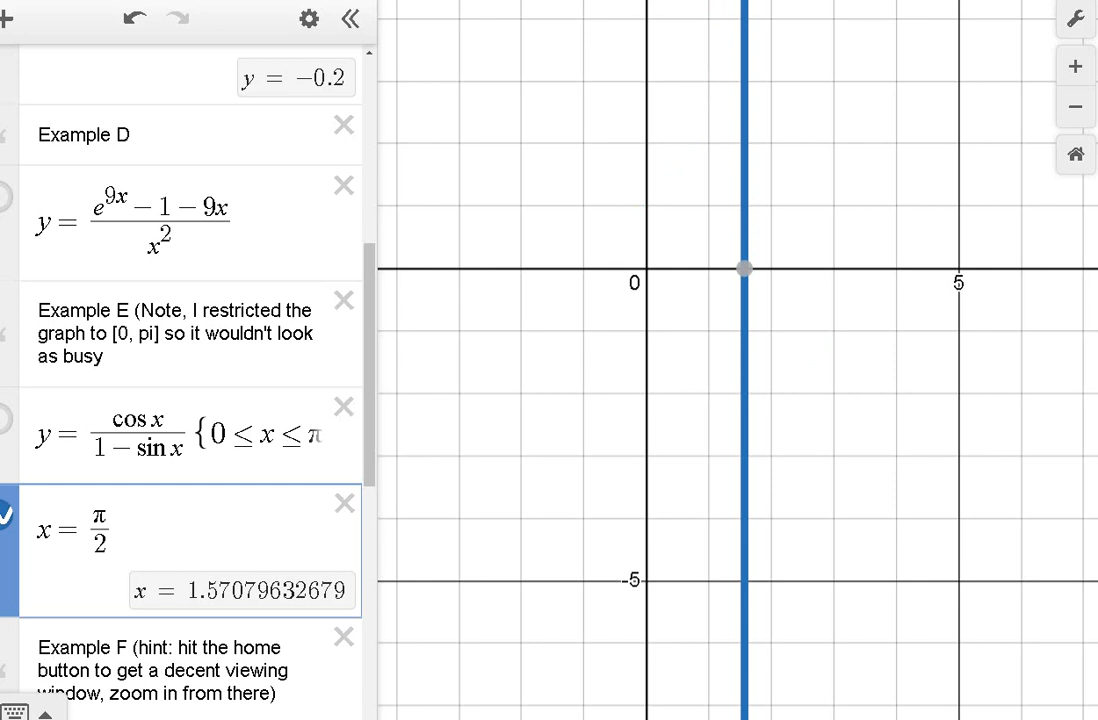 y = −0.2
Example D
y = (e^{9x} − 1 − 9x)/(x^2)
Example E (Note, I restricted the
graph to [0, pi] so it wouldn't look
as busy
y = (cos x)/(1 − sin x) {0 ≤ x ≤ π
x = π/2
x = 1.57079632679
Example F (hint: hit the home
button to get a decent viewing
window, zoom in from there)
0
5
-5